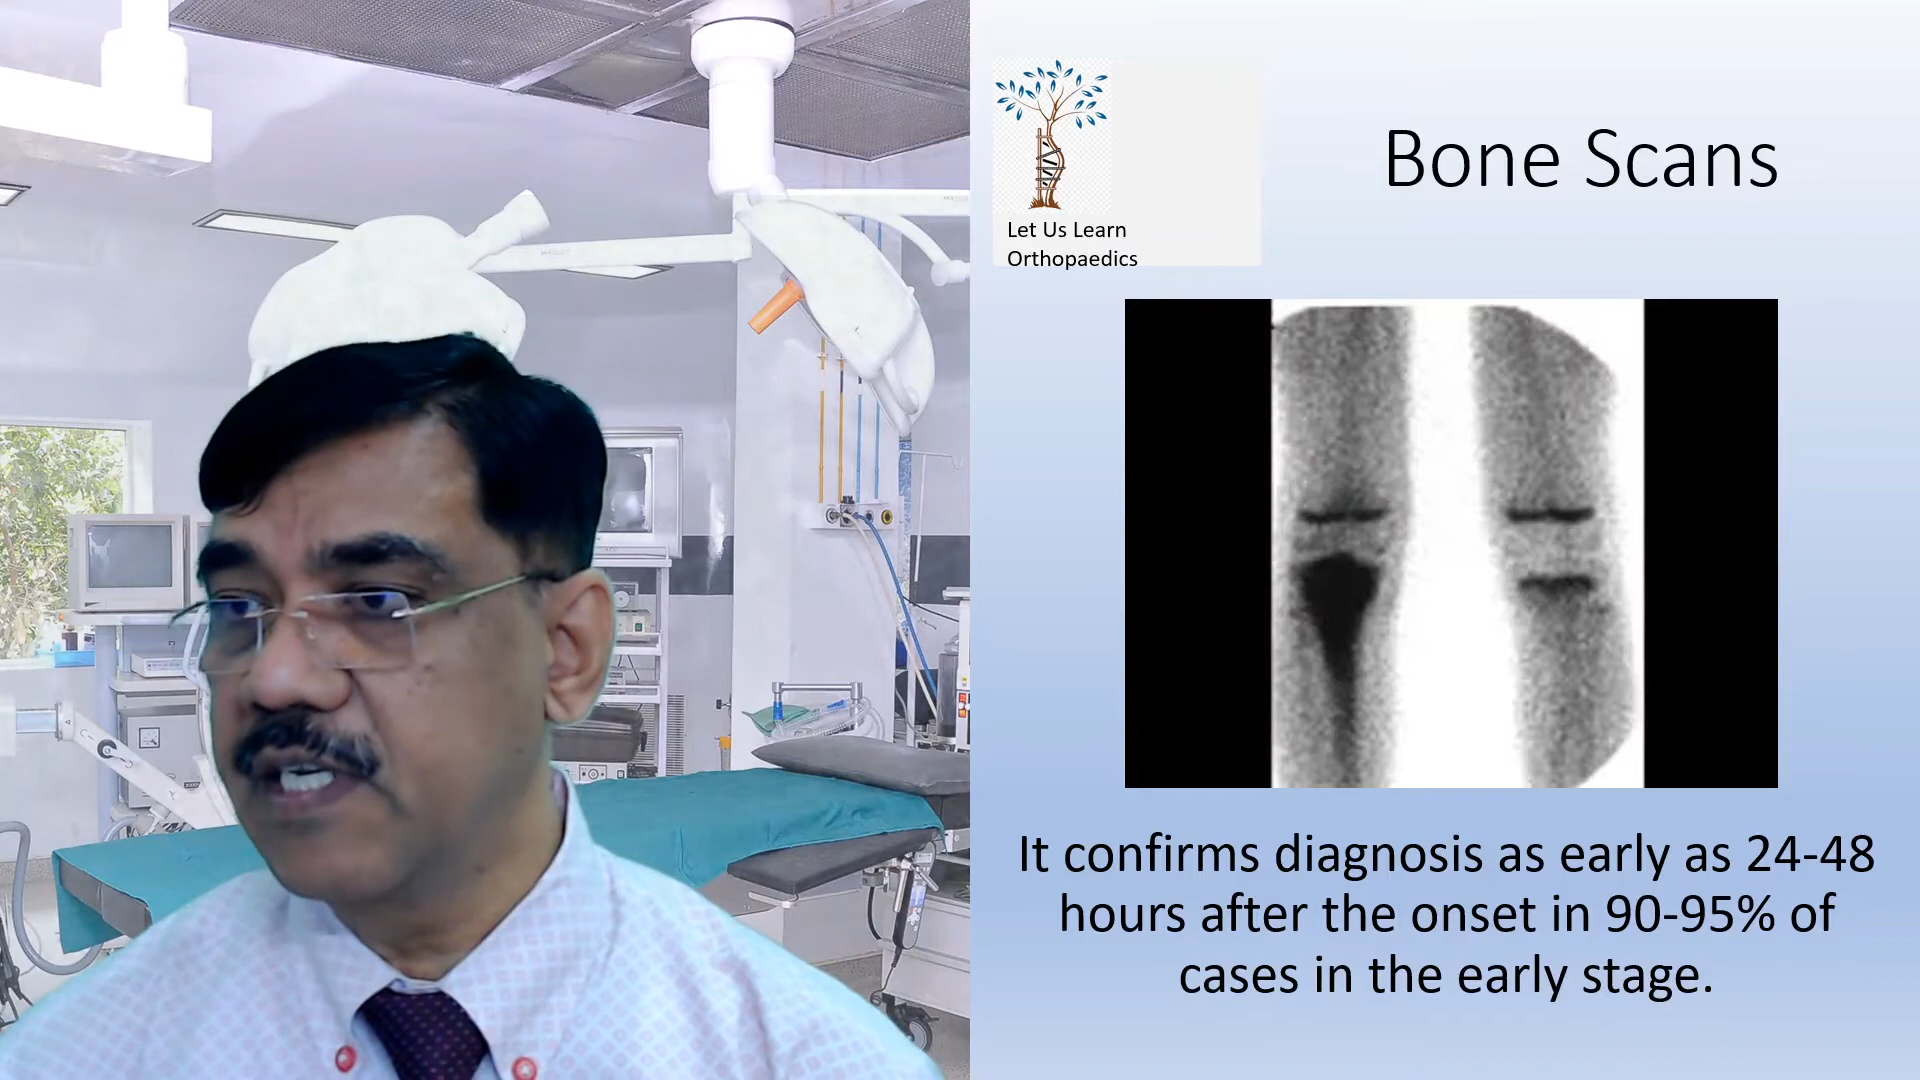 Let Us Learn
Orthopaedics
Bone Scans
It confirms diagnosis as early as 24-48
hours after the onset in 90-95% of
cases in the early stage.